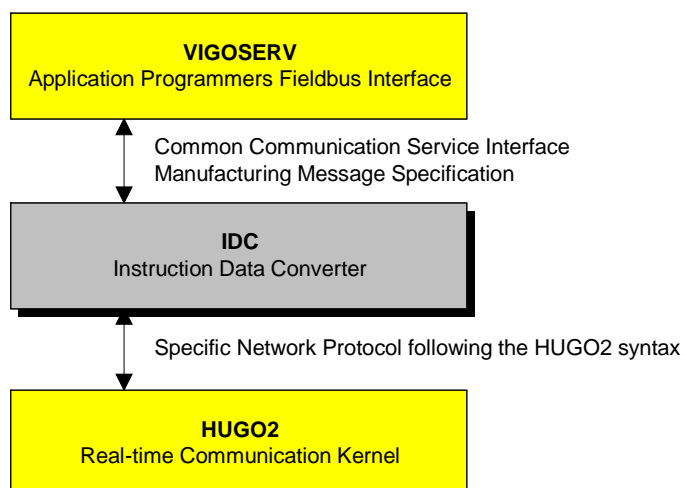 VIGOSERV
Application Programmers Fieldbus Interface
Common Communication Service Interface
Manufacturing Message Specification
IDC
Instruction Data Converter
Specific Network Protocol following the HUGO2 syntax
HUGO2
Real-time Communication Kernel